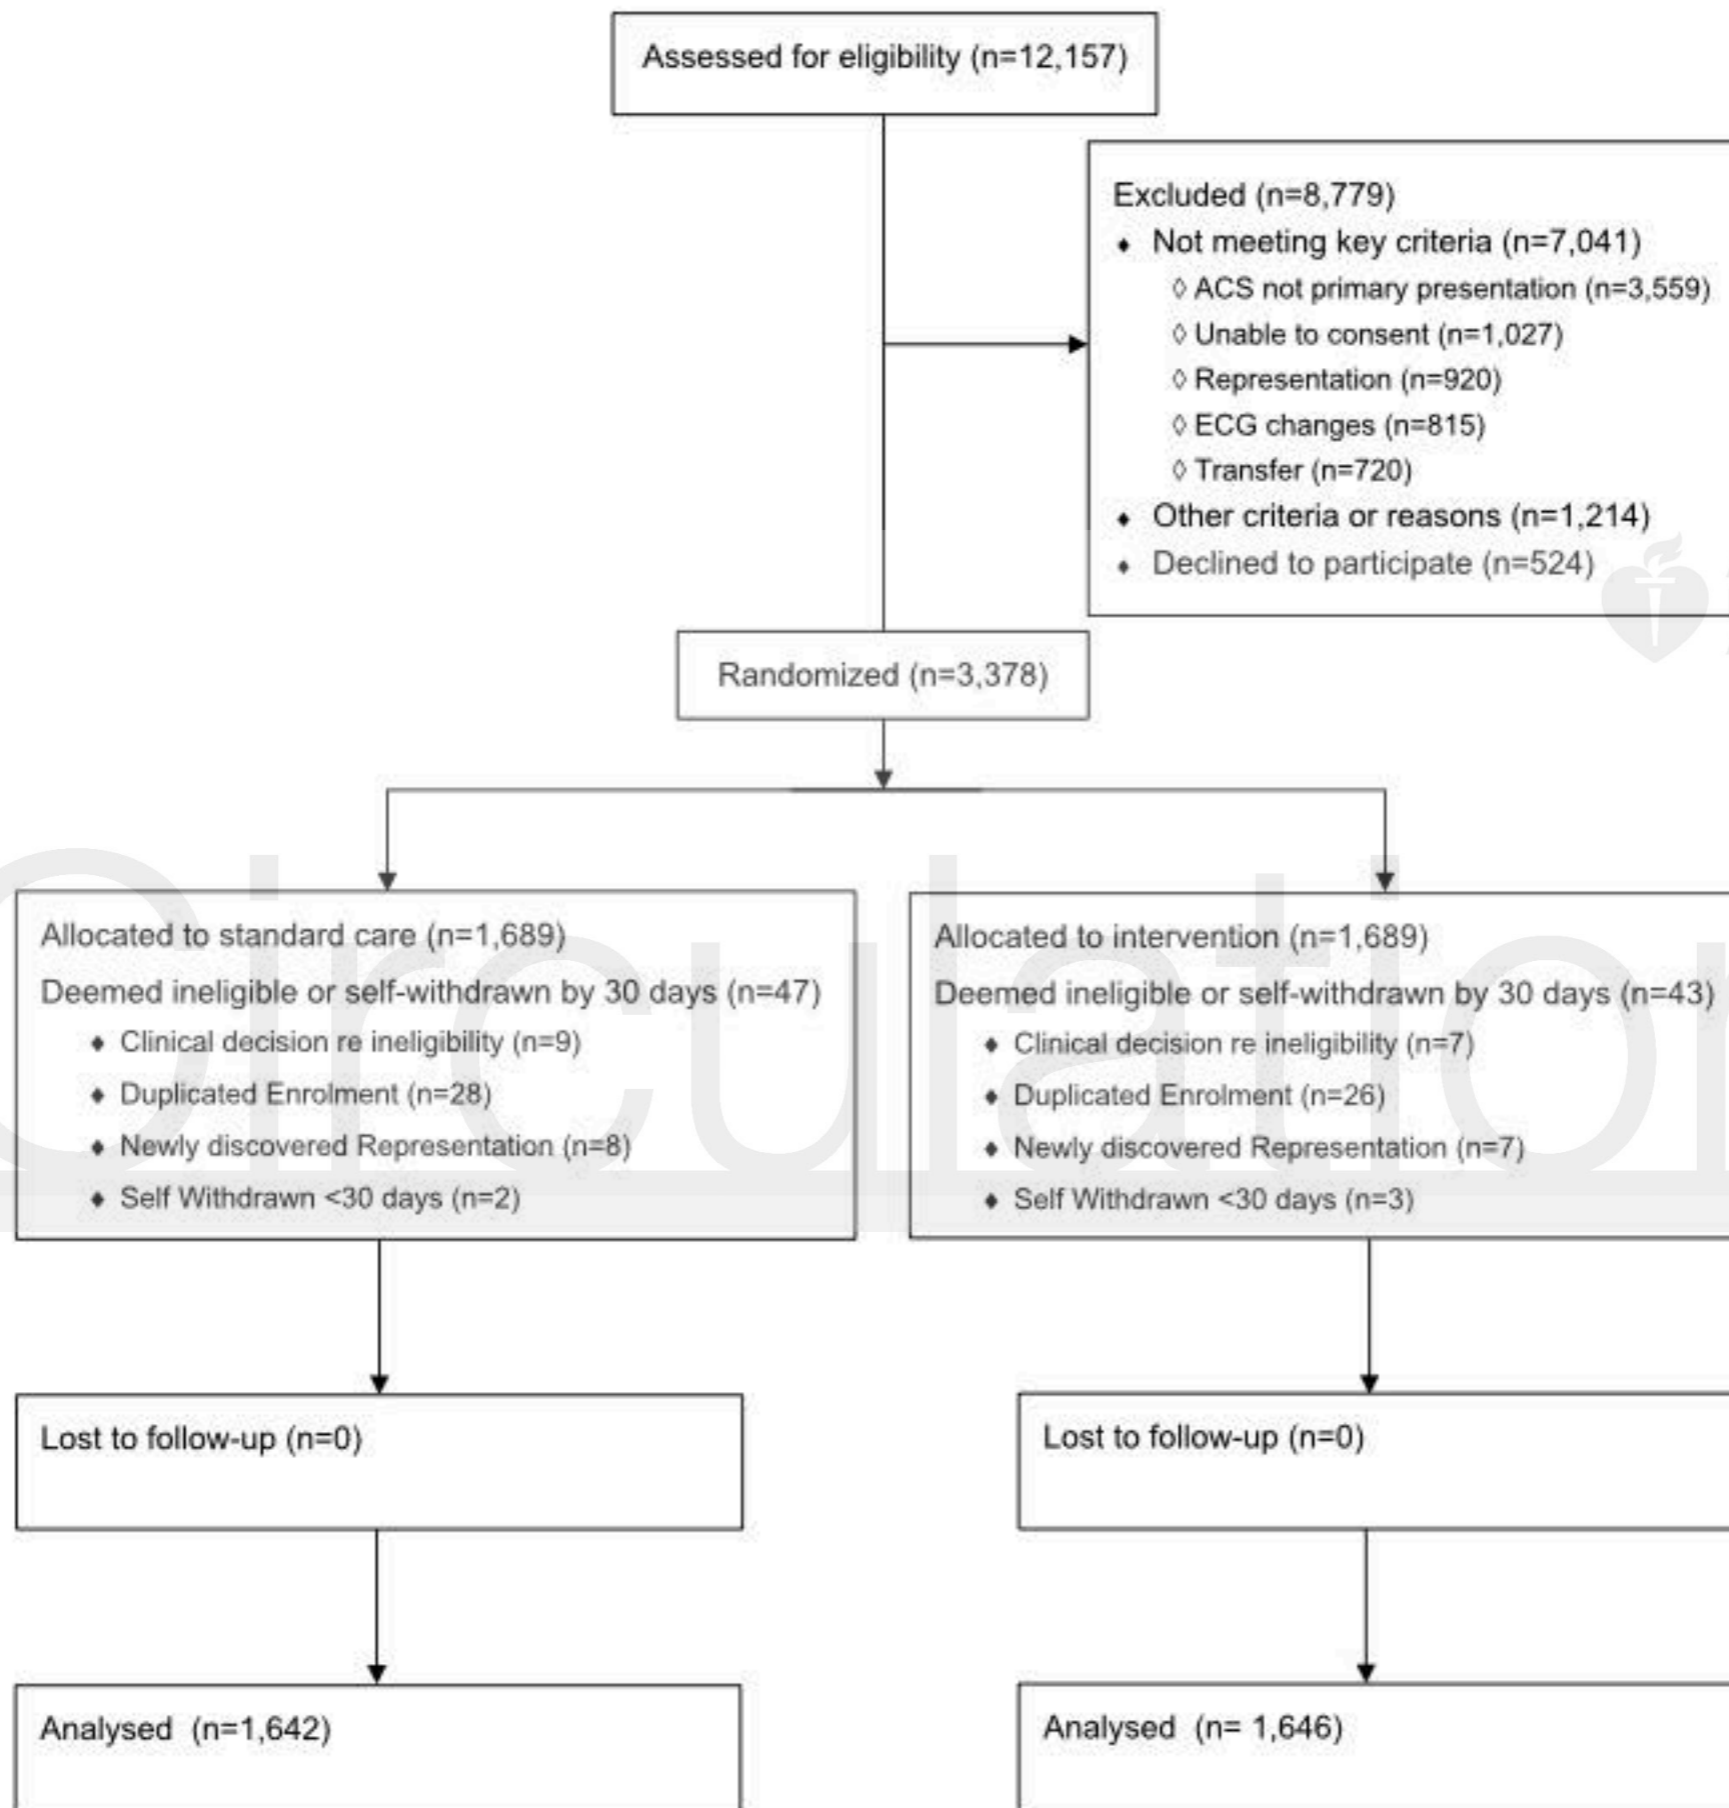 Assessed for eligibility (n=12,157)
Excluded (n=8,779)
♦ Not meeting key criteria (n=7,041)
◊ ACS not primary presentation (n=3,559)
◊ Unable to consent (n=1,027)
◊ Representation (n=920)
◊ ECG changes (n=815)
◊ Transfer (n=720)
♦ Other criteria or reasons (n=1,214)
♦ Declined to participate (n=524)
Randomized (n=3,378)
Allocated to standard care (n=1,689)
Deemed ineligible or self-withdrawn by 30 days (n=47)
♦ Clinical decision re ineligibility (n=9)
♦ Duplicated Enrolment (n=28)
♦ Newly discovered Representation (n=8)
♦ Self Withdrawn <30 days (n=2)
Allocated to intervention (n=1,689)
Deemed ineligible or self-withdrawn by 30 days (n=43)
♦ Clinical decision re ineligibility (n=7)
♦ Duplicated Enrolment (n=26)
♦ Newly discovered Representation (n=7)
♦ Self Withdrawn <30 days (n=3)
Circulation
Lost to follow-up (n=0)
Lost to follow-up (n=0)
Analysed (n=1,642)
Analysed (n= 1,646)